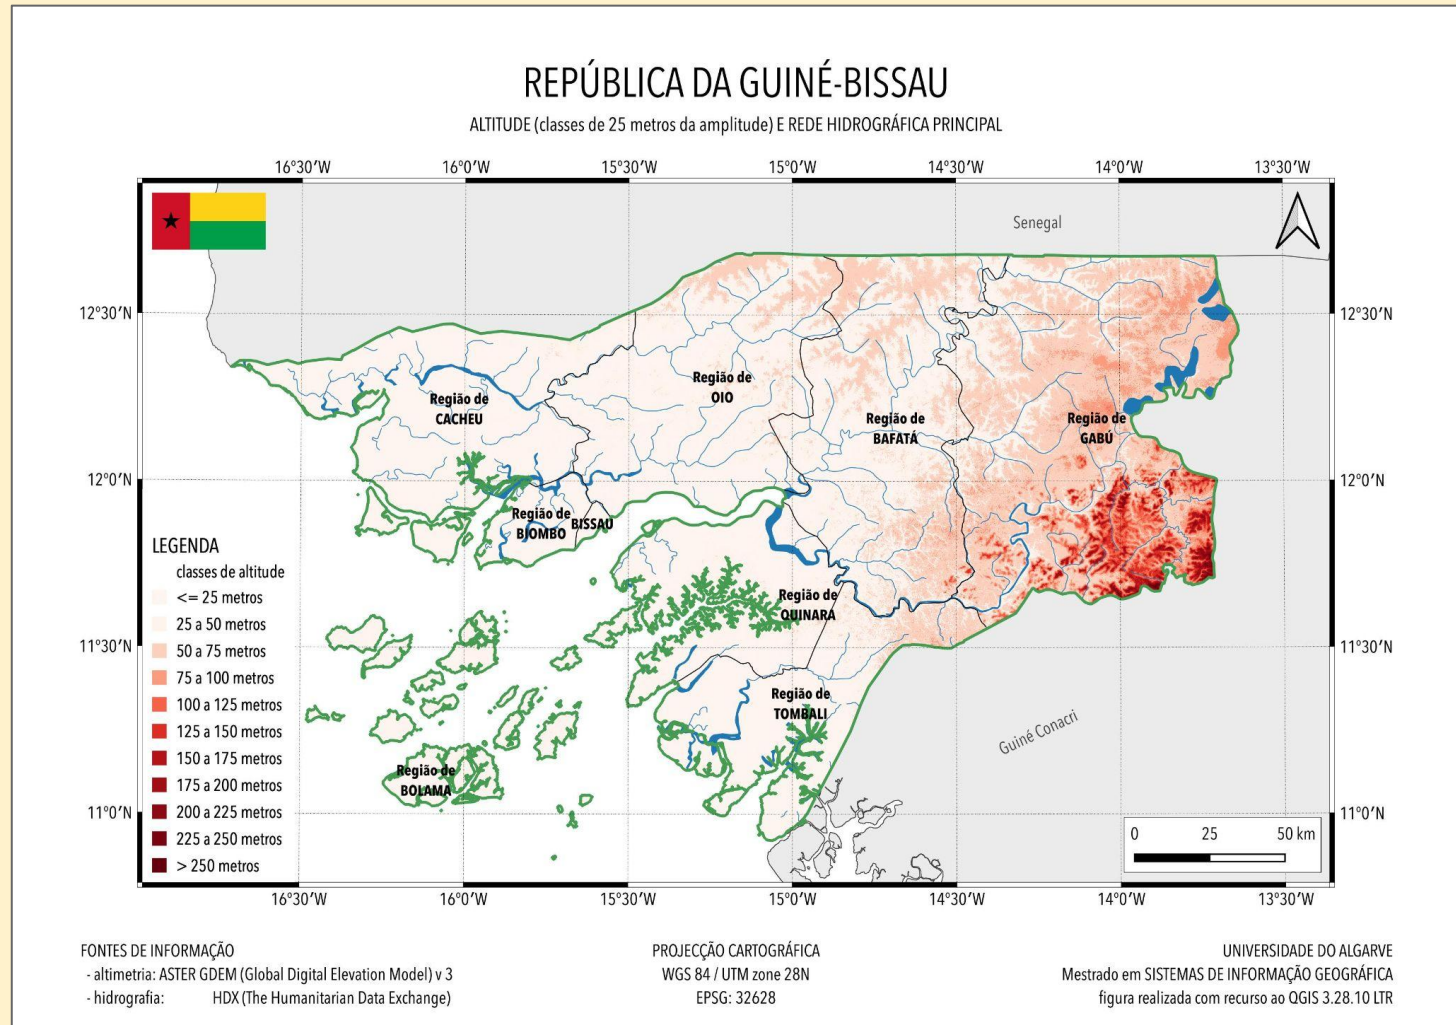 REPÚBLICA DA GUINÉ-BISSAU
ALTITUDE (classes de 25 metros da amplitude) E REDE HIDROGRÁFICA PRINCIPAL
16°30′W 16°0′W 15°30′W 15°0′W 14°30′W 14°0′W 13°30′W
Senegal
12°30′N 12°30′N
Região de
CACHEU
Região de
OIO
Região de
BAFATÁ
Região de
GABÚ
12°0′N 12°0′N
Região de
BIOMBO
BISSAU
Região de
QUINARA
11°30′N 11°30′N
Região de
TOMBALI
Guiné Conacri
Região de
BOLAMA
11°0′N 11°0′N
LEGENDA
classes de altitude
<= 25 metros
25 a 50 metros
50 a 75 metros
75 a 100 metros
100 a 125 metros
125 a 150 metros
150 a 175 metros
175 a 200 metros
200 a 225 metros
225 a 250 metros
> 250 metros
0 25 50 km
16°30′W 16°0′W 15°30′W 15°0′W 14°30′W 14°0′W 13°30′W
FONTES DE INFORMAÇÃO
- altimetria: ASTER GDEM (Global Digital Elevation Model) v 3
- hidrografia: HDX (The Humanitarian Data Exchange)
PROJECÇÃO CARTOGRÁFICA
WGS 84 / UTM zone 28N
EPSG: 32628
UNIVERSIDADE DO ALGARVE
Mestrado em SISTEMAS DE INFORMAÇÃO GEOGRÁFICA
figura realizada com recurso ao QGIS 3.28.10 LTR